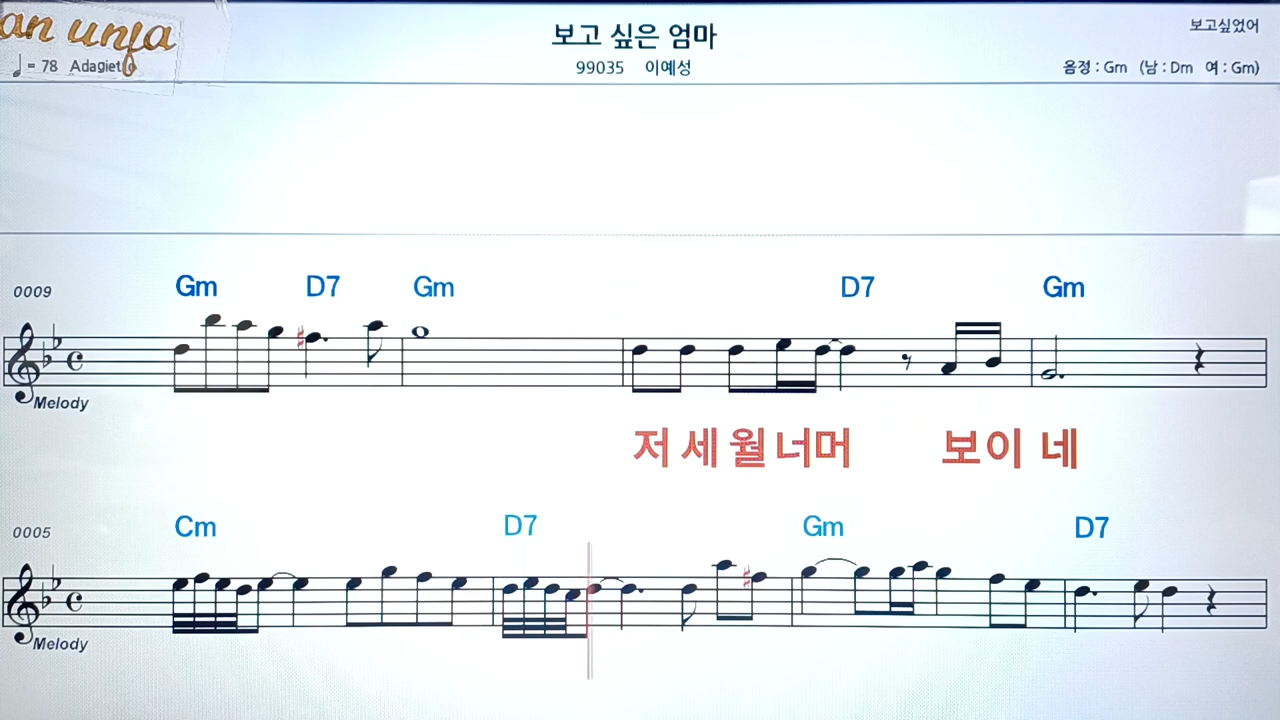 an unja
보고 싶은 엄마
보고싶었어
♩ = 78 Adagietto
99035 이예성
음정 : Gm (남 : Dm 여 : Gm)
0009 Gm D7 Gm D7 Gm
Melody
저 세 월 너머 보이 네
0005 Cm D7 Gm D7
Melody